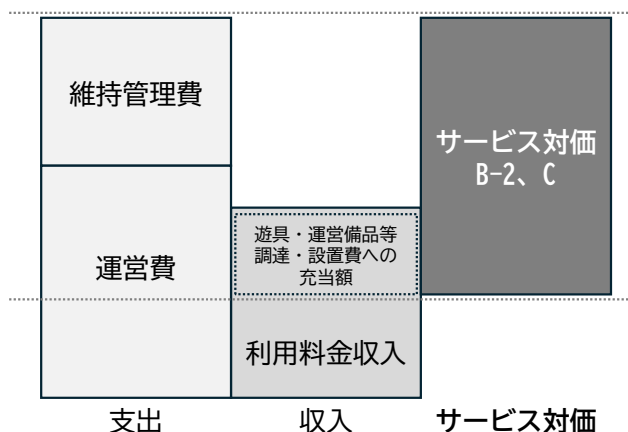 維持管理費
運営費
遊具・運営備品等
調達・設置費への
充当額
利用料金収入
サービス対価
B-2、C
支出
収入
サービス対価